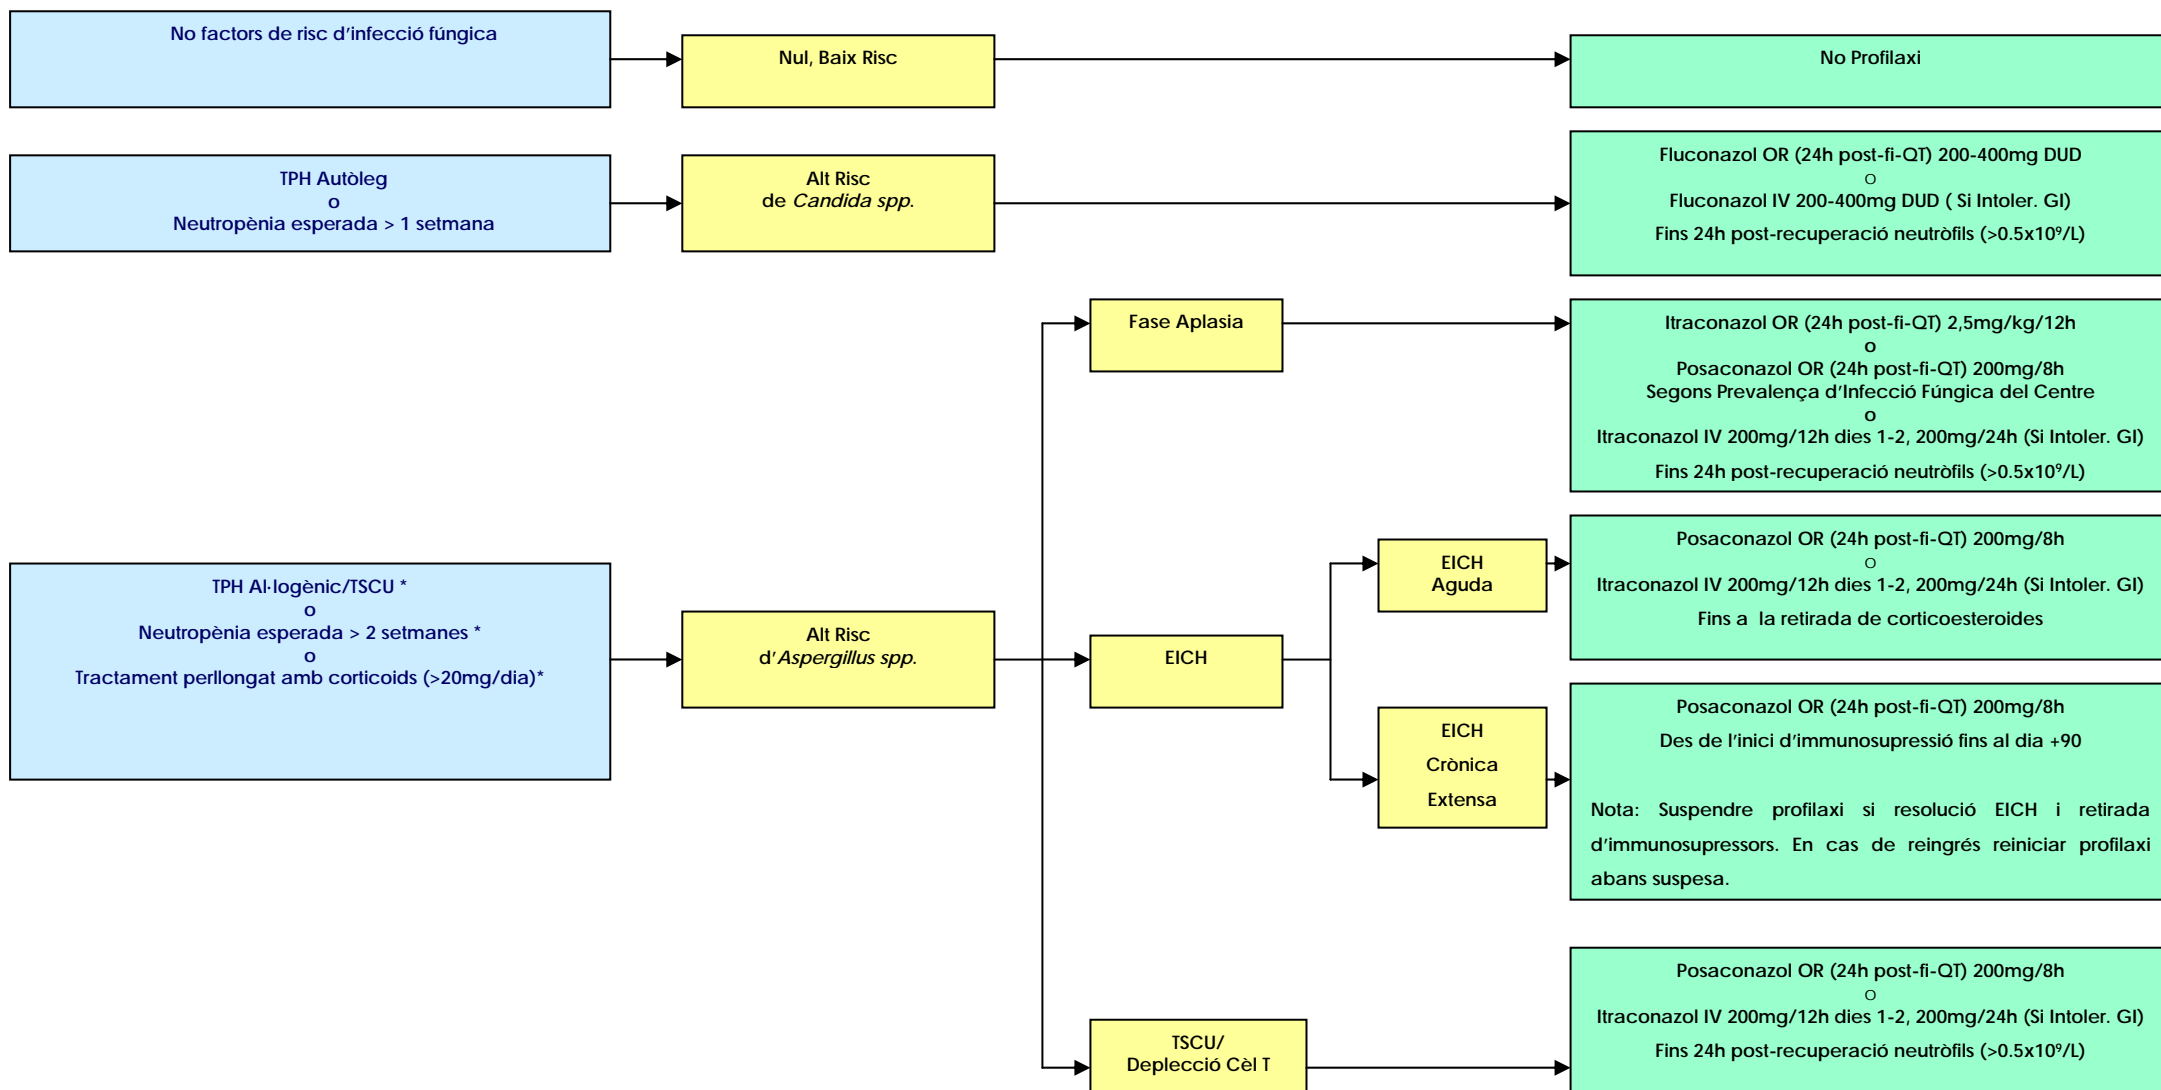 No factors de risc d'infecció fúngica
Nul, Baix Risc
No Profilaxi
TPH Autòleg
o
Neutropènia esperada > 1 setmana
Alt Risc
de Candida spp.
Fluconazol OR (24h post-fi-QT) 200-400mg DUD
O
Fluconazol IV 200-400mg DUD ( Si Intoler. GI)
Fins 24h post-recuperació neutròfils (>0.5x10⁹/L)
TPH Al·logènic/TSCU *
o
Neutropènia esperada > 2 setmanes *
o
Tractament perllongat amb corticoids (>20mg/dia)*
Alt Risc
d'Aspergillus spp.
Fase Aplasia
Itraconazol OR (24h post-fi-QT) 2,5mg/kg/12h
o
Posaconazol OR (24h post-fi-QT) 200mg/8h
Segons Prevalença d'Infecció Fúngica del Centre
o
Itraconazol IV 200mg/12h dies 1-2, 200mg/24h (Si Intoler. GI)
Fins 24h post-recuperació neutròfils (>0.5x10⁹/L)
EICH
EICH
Aguda
Posaconazol OR (24h post-fi-QT) 200mg/8h
O
Itraconazol IV 200mg/12h dies 1-2, 200mg/24h (Si Intoler. GI)
Fins a la retirada de corticoesteroides
EICH
Crònica
Extensa
Posaconazol OR (24h post-fi-QT) 200mg/8h
Des de l'inici d'immunosupressió fins al dia +90
Nota: Suspendre profilaxi si resolució EICH i retirada
d'immunosupressors. En cas de reingrés reiniciar profilaxi
abans suspesa.
TSCU/
Deplecció Cèl T
Posaconazol OR (24h post-fi-QT) 200mg/8h
O
Itraconazol IV 200mg/12h dies 1-2, 200mg/24h (Si Intoler. GI)
Fins 24h post-recuperació neutròfils (>0.5x10⁹/L)